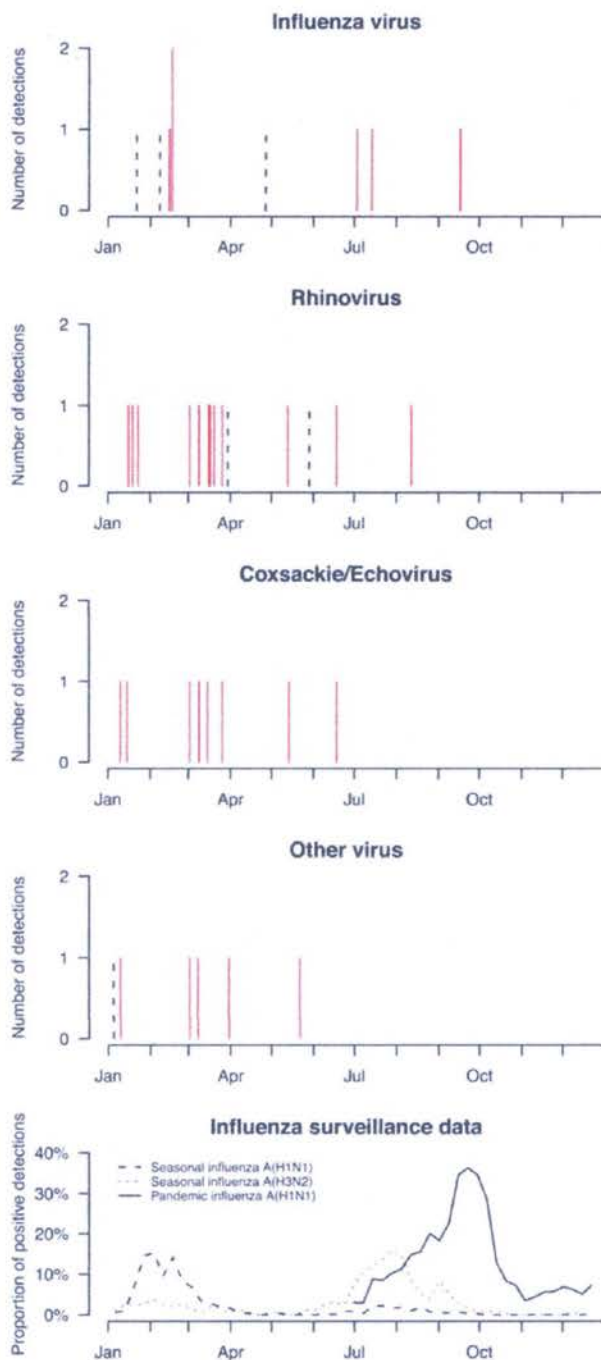 Influenza virus
Number of detections
2
1
0
Jan Apr Jul Oct
Rhinovirus
Number of detections
2
1
0
Jan Apr Jul Oct
Coxsackie/Echovirus
Number of detections
2
1
0
Jan Apr Jul Oct
Other virus
Number of detections
2
1
0
Jan Apr Jul Oct
Influenza surveillance data
Proportion of positive detections
40%
30%
20%
10%
0%
Seasonal influenza A(H1N1)
Seasonal influenza A(H3N2)
Pandemic influenza A(H1N1)
Jan Apr Jul Oct